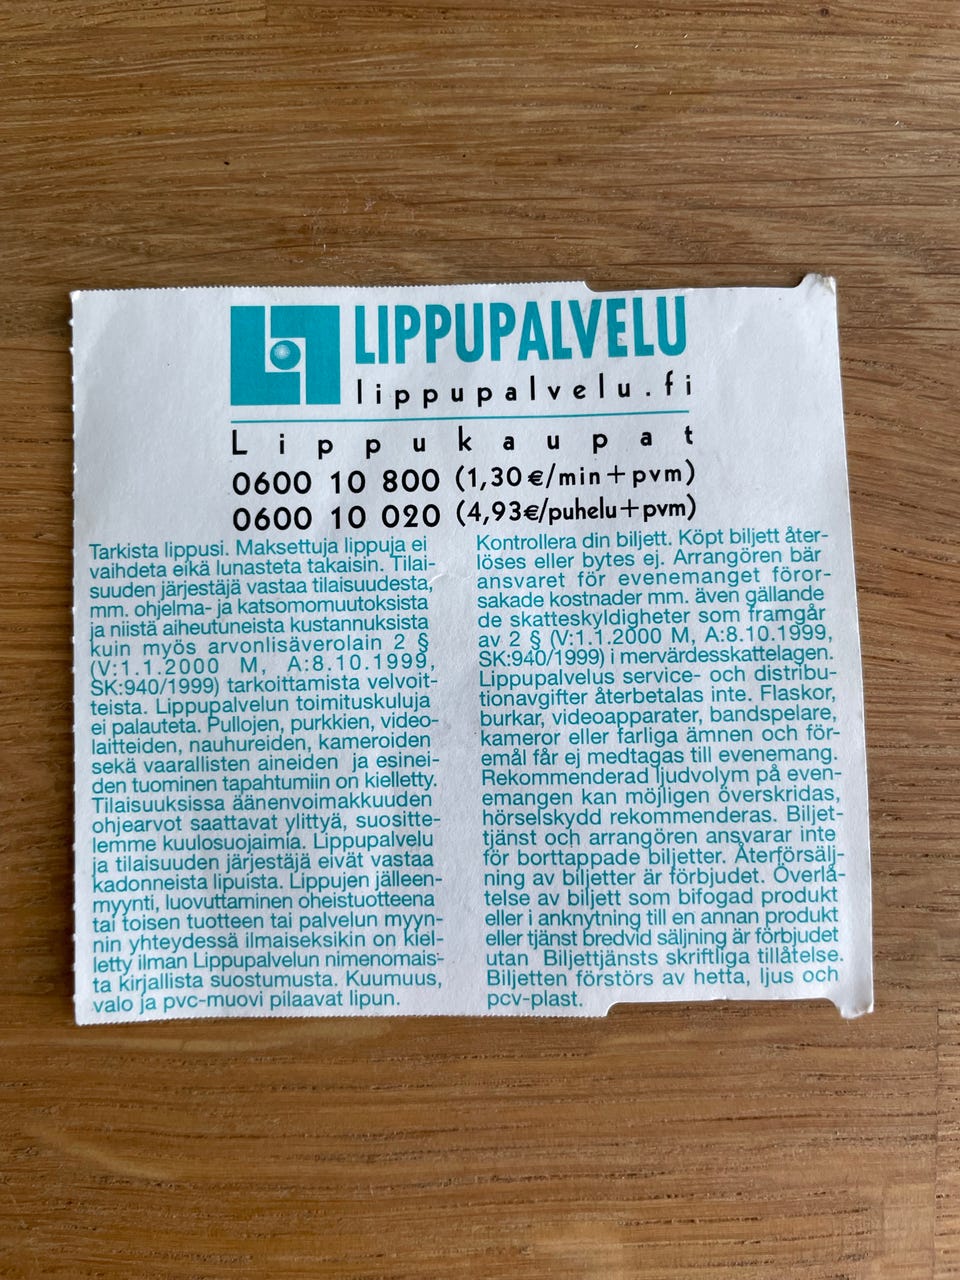 LIPPUPALVELU
lippupalvelu.fi
Lippukaupat
0600 10 800 (1,30€/min+pvm)
0600 10 020 (4,93€/puhelu+pvm)
Tarkista lippusi. Maksettuja lippuja ei
vaihdeta eikä lunasteta takaisin. Tilai-
suuden järjestäjä vastaa tilaisuudesta,
mm. ohjelma- ja katsomomuutoksista
ja niistä aiheutuneista kustannuksista
kuin myös arvonlisäverolain 2 §
(V:1.1.2000 M, A:8.10.1999,
SK:940/1999) tarkoittamista velvoit-
teista. Lippupalvelun toimituskuluja
ei palauteta. Pullojen, purkkien, video-
laitteiden, nauhureiden, kameroiden
sekä vaarallisten aineiden ja esinei-
den tuominen tapahtumiin on kielletty.
Tilaisuuksissa äänenvoimakkuuden
ohjearvot saattavat ylittyä, suositte-
lemme kuulosuojaimia. Lippupalvelu
ja tilaisuuden järjestäjä eivät vastaa
kadonneista lipuista. Lippujen jälleen-
myynti, luovuttaminen oheistuotteena
tai toisen tuotteen tai palvelun myyn-
nin yhteydessä ilmaiseksikin on kiel-
letty ilman Lippupalvelun nimenomais-
ta kirjallista suostumusta. Kuumuus,
valo ja pvc-muovi pilaavat lipun.
Kontrollera din biljett. Köpt biljett åter-
löses eller bytes ej. Arrangören bär
ansvaret för evenemanget föror-
sakade kostnader mm. även gällande
de skatteskyldigheter som framgår
av 2 § (V:1.1.2000 M, A:8.10.1999,
SK:940/1999) i mervärdesskattelagen.
Lippupalvelus service- och distribu-
tionavgifter återbetalas inte. Flaskor,
burkar, videoapparater, bandspelare,
kameror eller farliga ämnen och för-
emål får ej medtagas till evenemang.
Rekommenderad ljudvolym på even-
emangen kan möjligen överskridas,
hörselskydd rekommenderas. Biljet-
tjänst och arrangören ansvarar inte
för borttappade biljetter. Återförsälj-
ning av biljetter är förbjudet. Överlå-
telse av biljett som bifogad produkt
eller i anknytning till en annan produkt
eller tjänst bredvid säljning är förbjudet
utan Biljettjänsts skriftliga tillåtelse.
Biljetten förstörs av hetta, ljus och
pcv-plast.